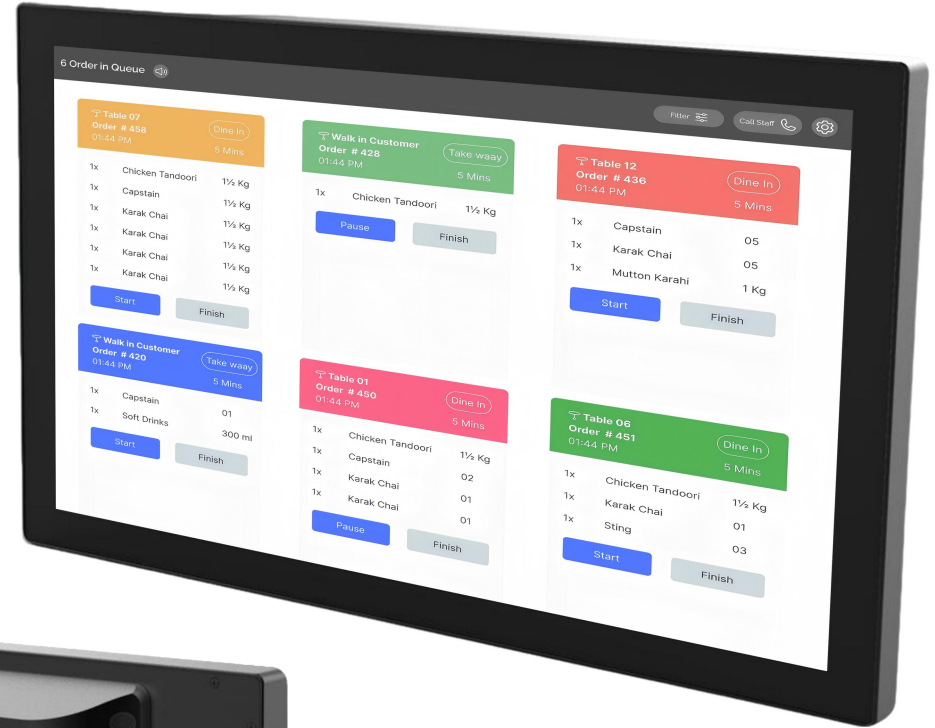 6 Order in Queue
Filter
Call Staff
Table 07
Order # 458
01:44 PM
Dine In
5 Mins
1x Chicken Tandoori 1½ Kg
1x Capstain 1½ Kg
1x Karak Chai 1½ Kg
1x Karak Chai 1½ Kg
1x Karak Chai 1½ Kg
1x Karak Chai 1½ Kg
Start Finish
Walk in Customer
Order # 428
01:44 PM
Take waay
5 Mins
1x Chicken Tandoori 1½ Kg
Pause Finish
Table 12
Order # 436
01:44 PM
Dine In
5 Mins
1x Capstain 05
1x Karak Chai 05
1x Mutton Karahi 1 Kg
Start Finish
Walk in Customer
Order # 420
01:44 PM
Take waay
5 Mins
1x Capstain 01
1x Soft Drinks 300 ml
Start Finish
Table 01
Order # 450
01:44 PM
Dine In
5 Mins
1x Chicken Tandoori 1½ Kg
1x Capstain 02
1x Karak Chai 01
1x Karak Chai 01
Pause Finish
Table 06
Order # 451
01:44 PM
Dine In
5 Mins
1x Chicken Tandoori 1½ Kg
1x Karak Chai 01
1x Sting 03
Start Finish